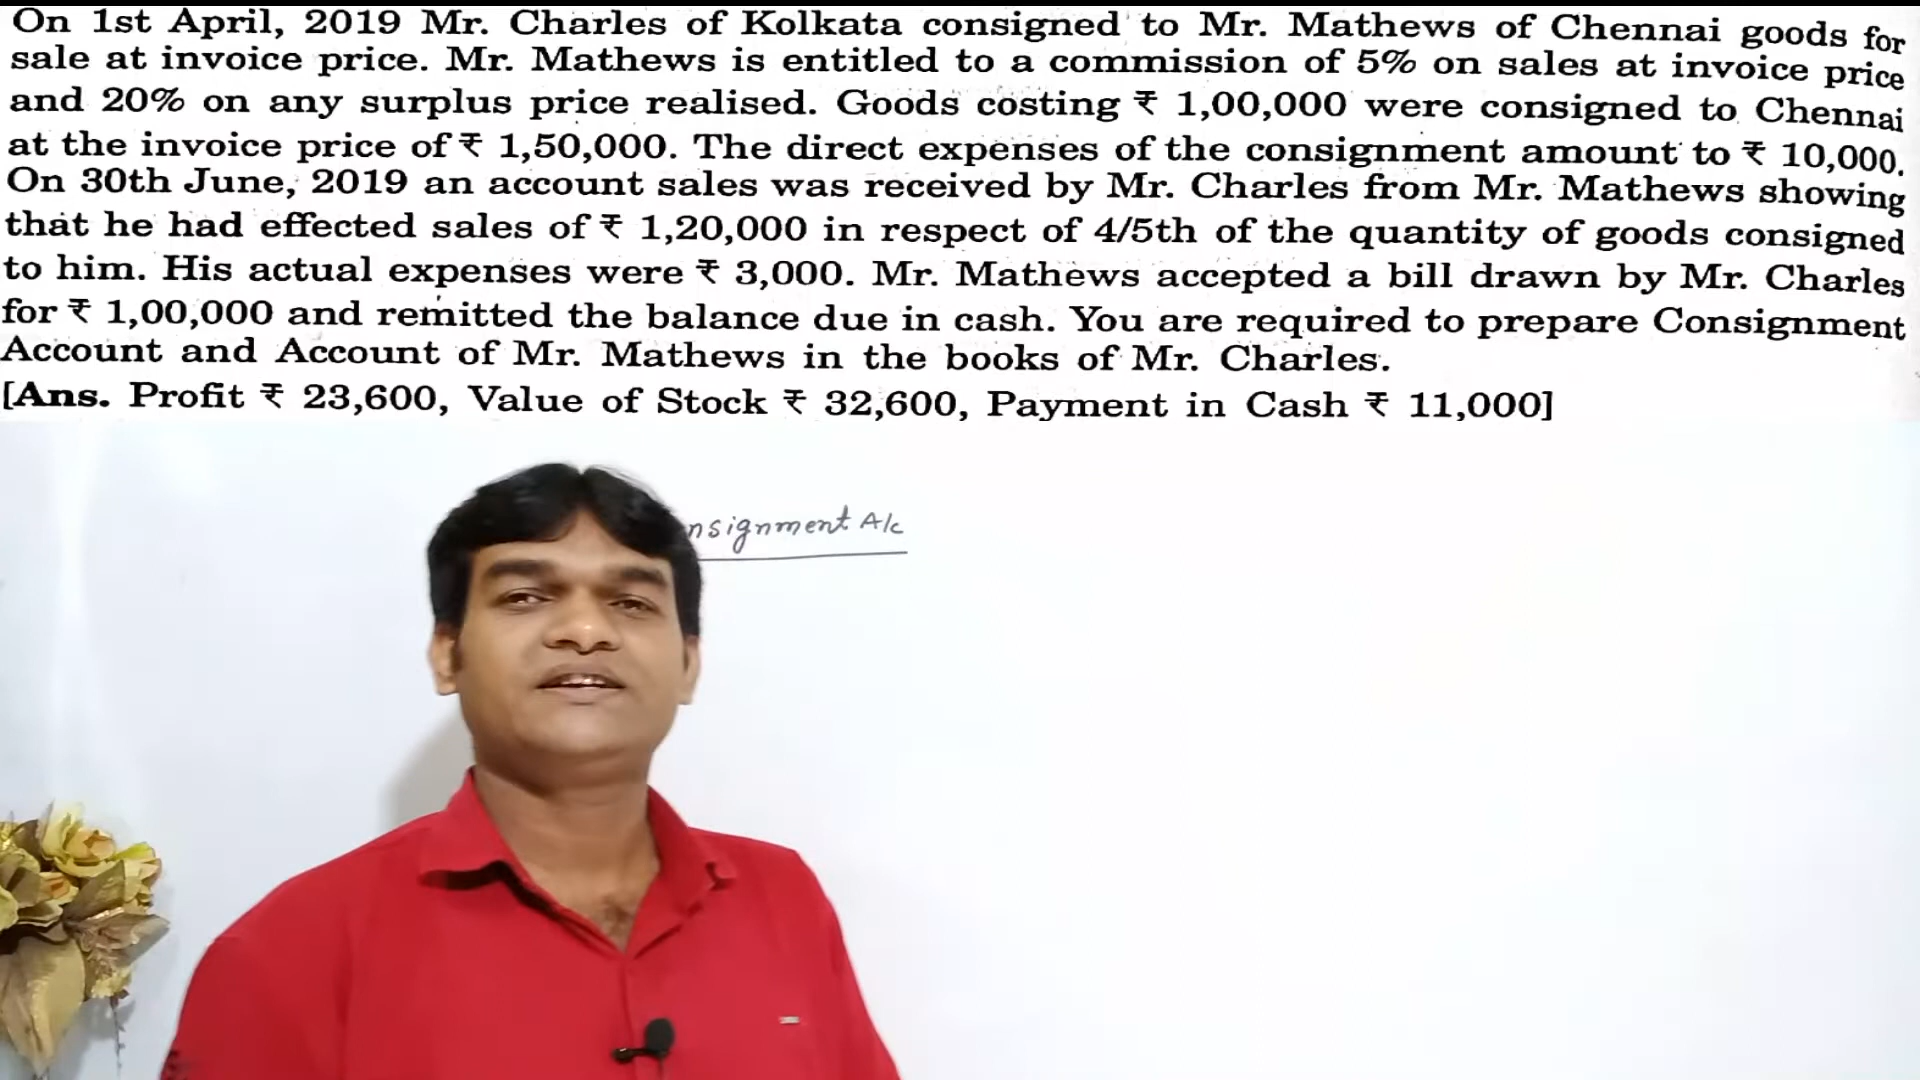 On 1st April, 2019 Mr. Charles of Kolkata consigned to Mr. Mathews of Chennai goods for
sale at invoice price. Mr. Mathews is entitled to a commission of 5% on sales at invoice price
and 20% on any surplus price realised. Goods costing ₹ 1,00,000 were consigned to Chennai
at the invoice price of ₹ 1,50,000. The direct expenses of the consignment amount to ₹ 10,000.
On 30th June, 2019 an account sales was received by Mr. Charles from Mr. Mathews showing
that he had effected sales of ₹ 1,20,000 in respect of 4/5th of the quantity of goods consigned
to him. His actual expenses were ₹ 3,000. Mr. Mathews accepted a bill drawn by Mr. Charles
for ₹ 1,00,000 and remitted the balance due in cash. You are required to prepare Consignment
Account and Account of Mr. Mathews in the books of Mr. Charles.
[Ans. Profit ₹ 23,600, Value of Stock ₹ 32,600, Payment in Cash ₹ 11,000]
nsignment A/c